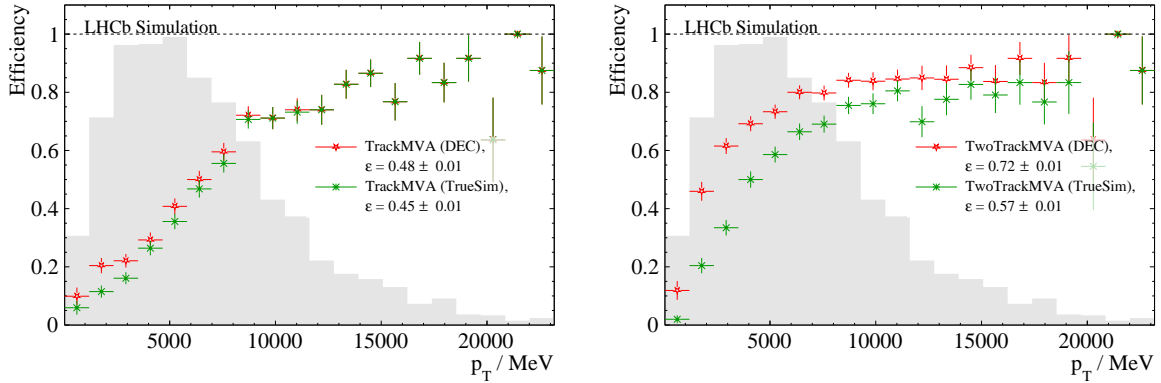 LHCb Simulation
Efficiency
1
0.8
0.6
0.4
0.2
0
TrackMVA (DEC),
ε = 0.48 ± 0.01
TrackMVA (TrueSim),
ε = 0.45 ± 0.01
5000 10000 15000 20000
p_T / MeV
LHCb Simulation
Efficiency
1
0.8
0.6
0.4
0.2
0
TwoTrackMVA (DEC),
ε = 0.72 ± 0.01
TwoTrackMVA (TrueSim),
ε = 0.57 ± 0.01
5000 10000 15000 20000
p_T / MeV